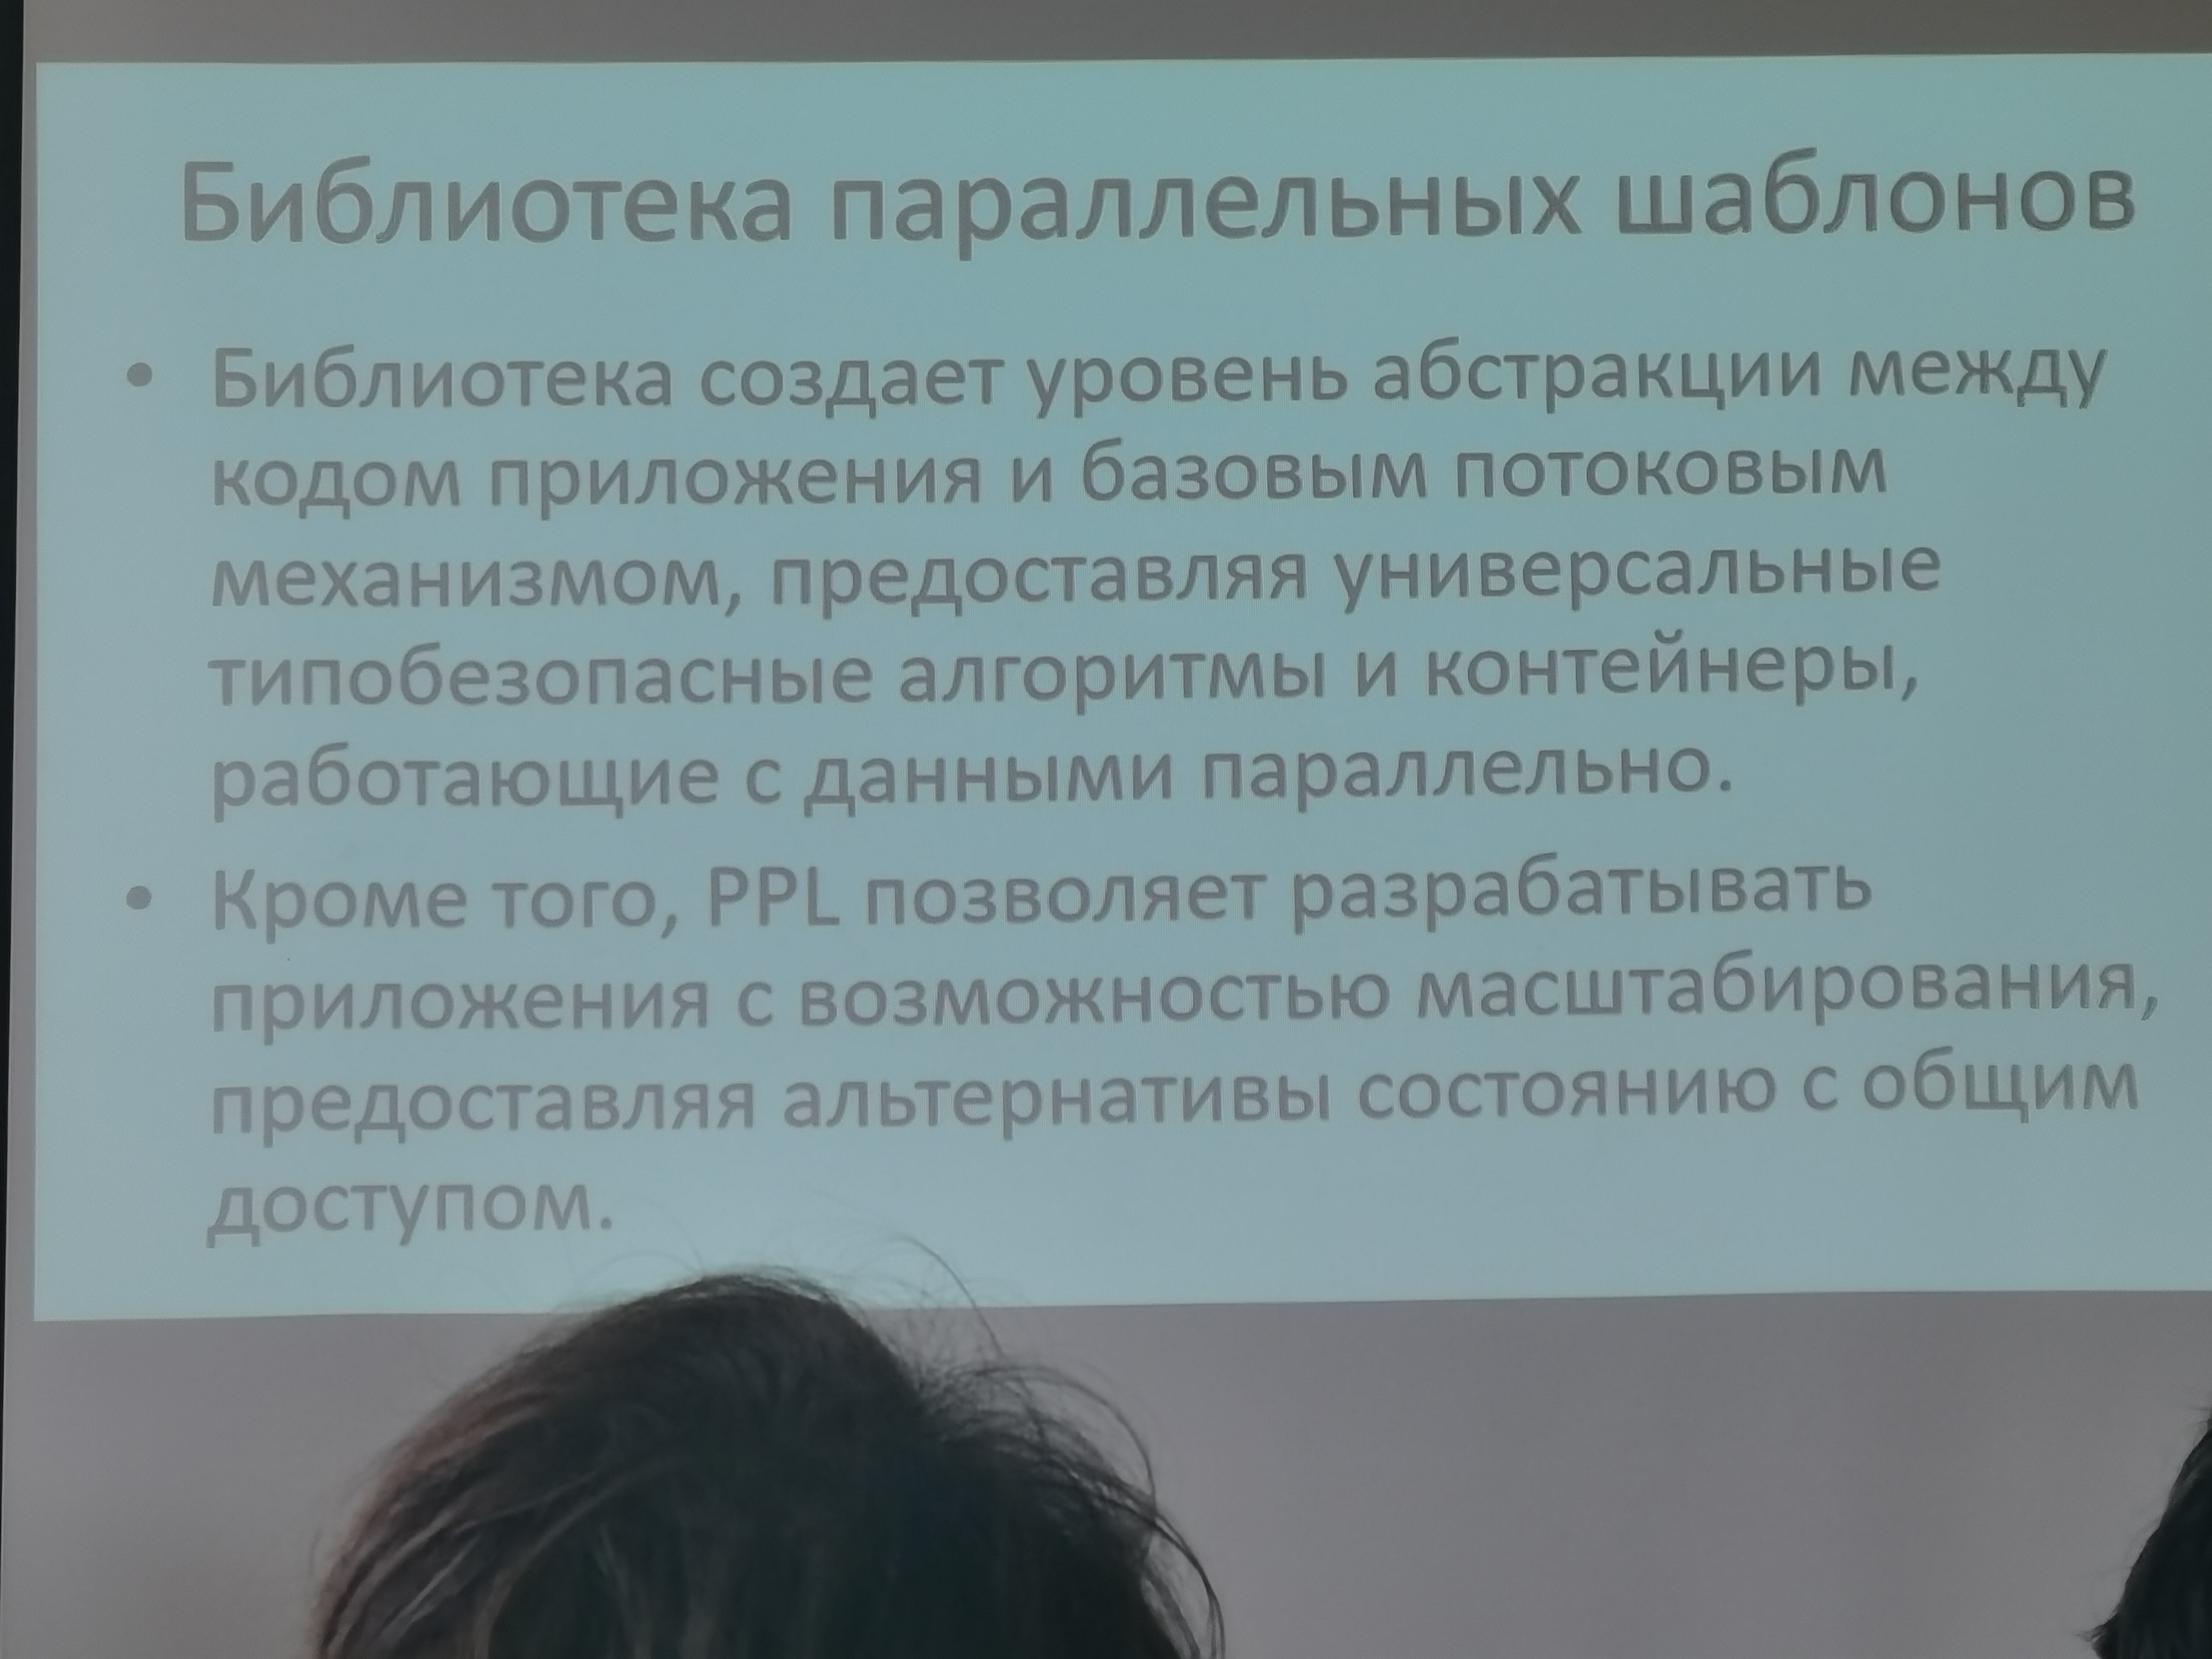 Библиотека параллельных шаблонов
• Библиотека создает уровень абстракции между
кодом приложения и базовым потоковым
механизмом, предоставляя универсальные
типобезопасные алгоритмы и контейнеры,
работающие с данными параллельно.
• Кроме того, PPL позволяет разрабатывать
приложения с возможностью масштабирования,
предоставляя альтернативы состоянию с общим
доступом.